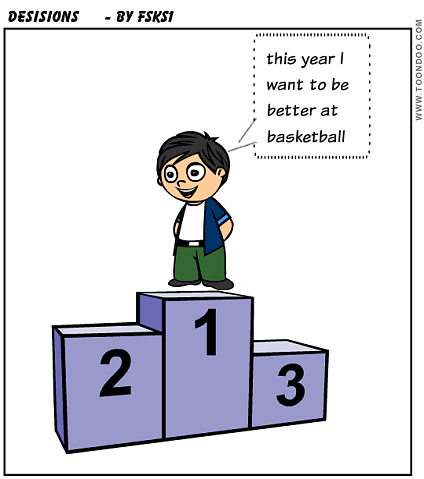 DESISIONS - BY FSKS1
this year I
want to be
better at
basketball
1
2
3
WWW.TOONDOO.COM